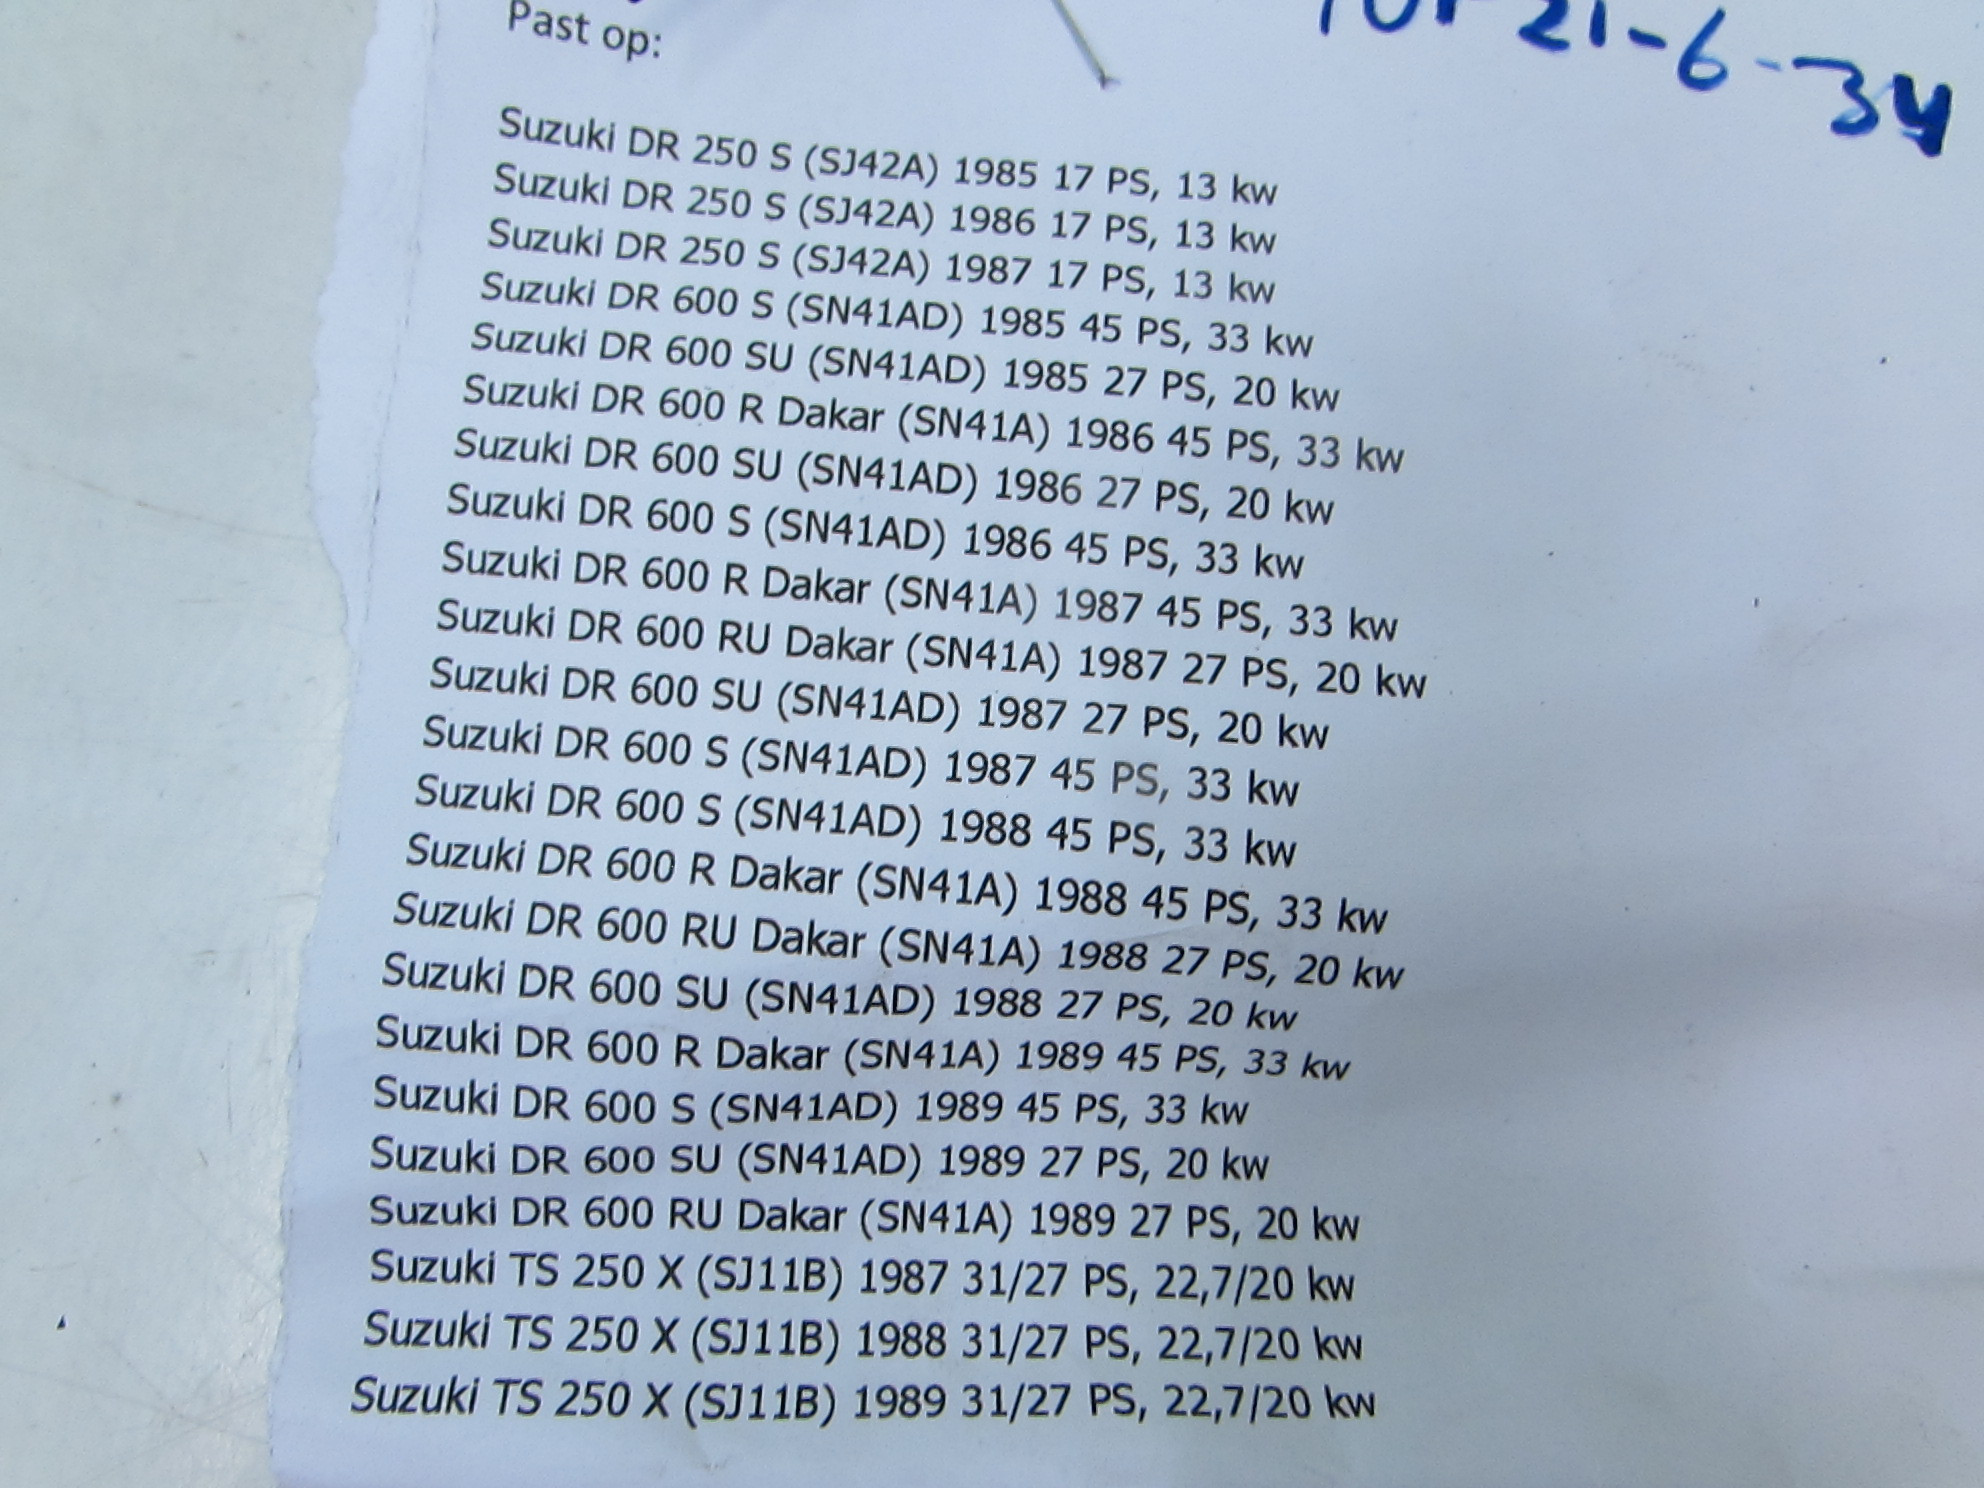 Past op:
21-6-34
Suzuki DR 250 S (SJ42A) 1985 17 PS, 13 kw
Suzuki DR 250 S (SJ42A) 1986 17 PS, 13 kw
Suzuki DR 250 S (SJ42A) 1987 17 PS, 13 kw
Suzuki DR 600 S (SN41AD) 1985 45 PS, 33 kw
Suzuki DR 600 SU (SN41AD) 1985 27 PS, 20 kw
Suzuki DR 600 R Dakar (SN41A) 1986 45 PS, 33 kw
Suzuki DR 600 SU (SN41AD) 1986 27 PS, 20 kw
Suzuki DR 600 S (SN41AD) 1986 45 PS, 33 kw
Suzuki DR 600 R Dakar (SN41A) 1987 45 PS, 33 kw
Suzuki DR 600 RU Dakar (SN41A) 1987 27 PS, 20 kw
Suzuki DR 600 SU (SN41AD) 1987 27 PS, 20 kw
Suzuki DR 600 S (SN41AD) 1987 45 PS, 33 kw
Suzuki DR 600 S (SN41AD) 1988 45 PS, 33 kw
Suzuki DR 600 R Dakar (SN41A) 1988 45 PS, 33 kw
Suzuki DR 600 RU Dakar (SN41A) 1988 27 PS, 20 kw
Suzuki DR 600 SU (SN41AD) 1988 27 PS, 20 kw
Suzuki DR 600 R Dakar (SN41A) 1989 45 PS, 33 kw
Suzuki DR 600 S (SN41AD) 1989 45 PS, 33 kw
Suzuki DR 600 SU (SN41AD) 1989 27 PS, 20 kw
Suzuki DR 600 RU Dakar (SN41A) 1989 27 PS, 20 kw
Suzuki TS 250 X (SJ11B) 1987 31/27 PS, 22,7/20 kw
Suzuki TS 250 X (SJ11B) 1988 31/27 PS, 22,7/20 kw
Suzuki TS 250 X (SJ11B) 1989 31/27 PS, 22,7/20 kw